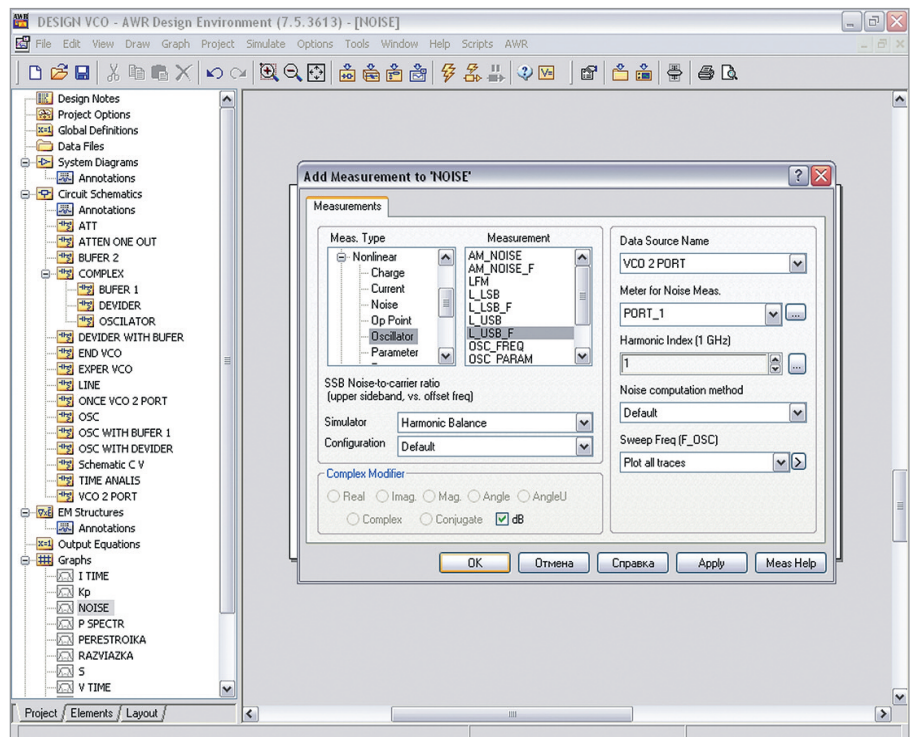 DESIGN VCO - AWR Design Environment (7.5.3613) - [NOISE]
File Edit View Draw Graph Project Simulate Options Tools Window Help Scripts AWR
Design Notes
Project Options
Global Definitions
Data Files
System Diagrams
Annotations
Circuit Schematics
Annotations
ATT
ATTEN ONE OUT
BUFER 2
COMPLEX
BUFER 1
DEVIDER
OSCILATOR
DEVIDER WITH BUFER
END VCO
EXPER VCO
LINE
ONCE VCO 2 PORT
OSC
OSC WITH BUFER 1
OSC WITH DEVIDER
Schematic C V
TIME ANALIS
VCO 2 PORT
EM Structures
Annotations
Output Equations
Graphs
I TIME
Kp
NOISE
P SPECTR
PERESTROIKA
RAZVIAZKA
S
V TIME
Project Elements Layout
Add Measurement to 'NOISE'
Measurements
Meas. Type
Nonlinear
Charge
Current
Noise
Op Point
Oscillator
Parameter
Measurement
AM_NOISE
AM_NOISE_F
LFM
L_LSB
L_LSB_F
L_USB
L_USB_F
OSC_FREQ
OSC_PARAM
SSB Noise-to-carrier ratio
(upper sideband, vs. offset freq)
Simulator Harmonic Balance
Configuration Default
Complex Modifier
Real Imag. Mag. Angle AngleU
Complex Conjugate dB
Data Source Name
VCO 2 PORT
Meter for Noise Meas.
PORT_1 ...
Harmonic Index (1 GHz)
1 ...
Noise computation method
Default
Sweep Freq (F_OSC)
Plot all traces >
OK Отмена Справка Apply Meas Help